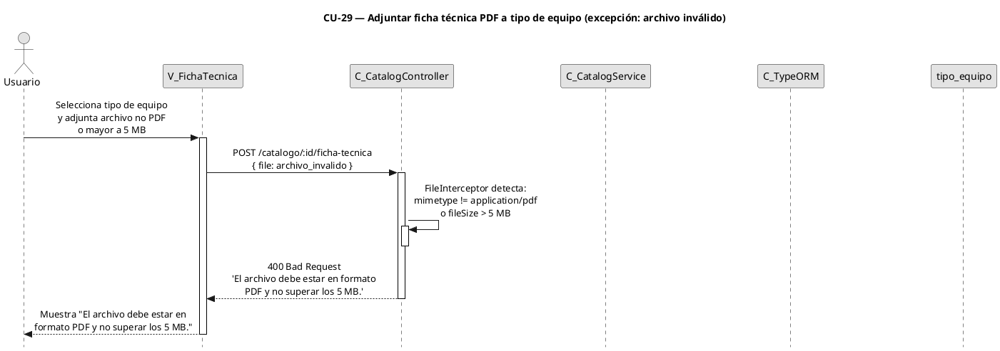 CU-29 — Adjuntar ficha técnica PDF a tipo de equipo (excepción: archivo inválido)
Usuario
V_FichaTecnica
C_CatalogController
C_CatalogService
C_TypeORM
tipo_equipo
Selecciona tipo de equipo
y adjunta archivo no PDF
o mayor a 5 MB
POST /catalogo/:id/ficha-tecnica
{ file: archivo_invalido }
FileInterceptor detecta:
mimetype != application/pdf
o fileSize > 5 MB
400 Bad Request
'El archivo debe estar en formato
PDF y no superar los 5 MB.'
Muestra "El archivo debe estar en
formato PDF y no superar los 5 MB."